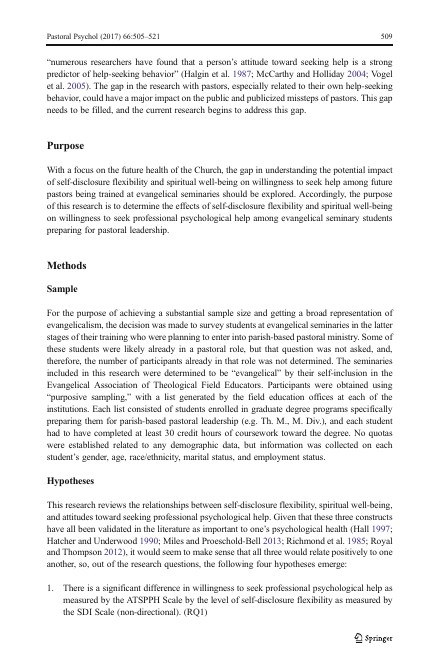 Pastoral Psychol (2017) 66:505–521 509
“numerous researchers have found that a person’s attitude toward seeking help is a strong
predictor of help-seeking behavior” (Halgin et al. 1987; McCarthy and Holliday 2004; Vogel
et al. 2005). The gap in the research with pastors, especially related to their own help-seeking
behavior, could have a major impact on the public and publicized missteps of pastors. This gap
needs to be filled, and the current research begins to address this gap.
Purpose
With a focus on the future health of the Church, the gap in understanding the potential impact
of self-disclosure flexibility and spiritual well-being on willingness to seek help among future
pastors being trained at evangelical seminaries should be explored. Accordingly, the purpose
of this research is to determine the effects of self-disclosure flexibility and spiritual well-being
on willingness to seek professional psychological help among evangelical seminary students
preparing for pastoral leadership.
Methods
Sample
For the purpose of achieving a substantial sample size and getting a broad representation of
evangelicalism, the decision was made to survey students at evangelical seminaries in the latter
stages of their training who were planning to enter into parish-based pastoral ministry. Some of
these students were likely already in a pastoral role, but that question was not asked, and,
therefore, the number of participants already in that role was not determined. The seminaries
included in this research were determined to be “evangelical” by their self-inclusion in the
Evangelical Association of Theological Field Educators. Participants were obtained using
“purposive sampling,” with a list generated by the field education offices at each of the
institutions. Each list consisted of students enrolled in graduate degree programs specifically
preparing them for parish-based pastoral leadership (e.g. Th. M., M. Div.), and each student
had to have completed at least 30 credit hours of coursework toward the degree. No quotas
were established related to any demographic data, but information was collected on each
student’s gender, age, race/ethnicity, marital status, and employment status.
Hypotheses
This research reviews the relationships between self-disclosure flexibility, spiritual well-being,
and attitudes toward seeking professional psychological help. Given that these three constructs
have all been validated in the literature as important to one’s psychological health (Hall 1997;
Hatcher and Underwood 1990; Miles and Proeschold-Bell 2013; Richmond et al. 1985; Royal
and Thompson 2012), it would seem to make sense that all three would relate positively to one
another, so, out of the research questions, the following four hypotheses emerge:
1. There is a significant difference in willingness to seek professional psychological help as
measured by the ATSPPH Scale by the level of self-disclosure flexibility as measured by
the SDI Scale (non-directional). (RQ1)
Springer